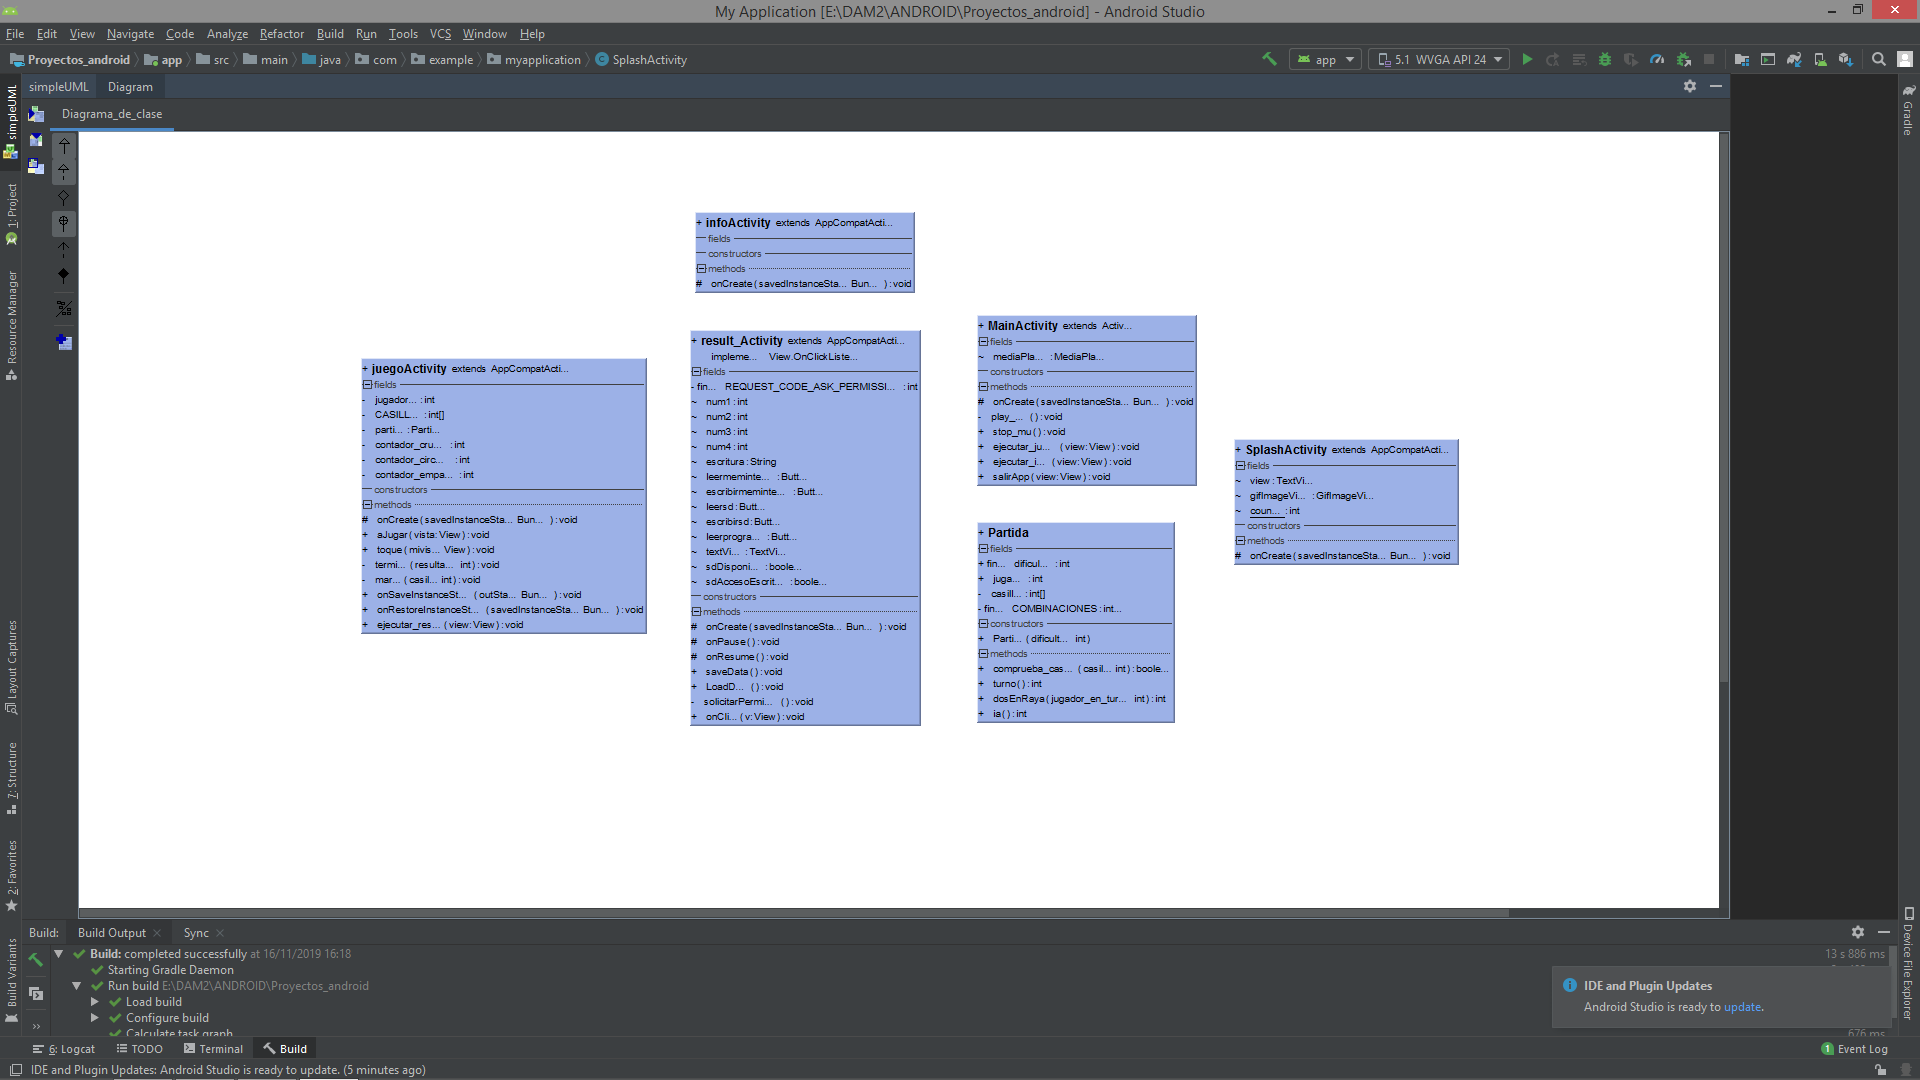 My Application [E:\DAM2\ANDROID\Proyectos_android] - Android Studio
File Edit View Navigate Code Analyze Refactor Build Run Tools VCS Window Help
Proyectos_android app src main java com example myapplication SplashActivity
app 5.1 WVGA API 24
simpleUML Diagram
Diagrama_de_clase
simpleUML
1: Project
Resource Manager
Layout Captures
7: Structure
2: Favorites
Build Variants
Gradle
Device File Explorer
+ infoActivity extends AppCompatActi...
fields
constructors
methods
# onCreate ( savedInstanceSta... Bun... ) : void
+ juegoActivity extends AppCompatActi...
fields
- jugador... : int
- CASILL... : int[]
- parti... : Parti...
- contador_cru... : int
- contador_circ... : int
- contador_empa... : int
constructors
methods
# onCreate ( savedInstanceSta... Bun... ) : void
+ aJugar ( vista: View ) : void
+ toque ( mivis... View ) : void
- termi... ( resulta... int ) : void
- mar... ( casil... int ) : void
+ onSaveInstanceSt... ( outSta... Bun... ) : void
+ onRestoreInstanceSt... ( savedInstanceSta... Bun... ) : void
+ ejecutar_res... ( view: View ) : void
+ result_Activity extends AppCompatActi...
impleme... View.OnClickListe...
fields
- fin... REQUEST_CODE_ASK_PERMISSI... : int
~ num1 : int
~ num2 : int
~ num3 : int
~ num4 : int
~ escritura : String
~ leermeminte... : Butt...
~ escribirmeminte... : Butt...
~ leersd : Butt...
~ escribirsd : Butt...
~ leerprogra... : Butt...
~ textVi... : TextVi...
~ sdDisponi... : boole...
~ sdAccesoEscrit... : boole...
constructors
methods
# onCreate ( savedInstanceSta... Bun... ) : void
# onPause ( ) : void
# onResume ( ) : void
+ saveData ( ) : void
+ LoadD... ( ) : void
- solicitarPermi... ( ) : void
+ onCli... ( v: View ) : void
+ MainActivity extends Activ...
fields
~ mediaPla... : MediaPla...
constructors
methods
# onCreate ( savedInstanceSta... Bun... ) : void
- play_... ( ) : void
+ stop_mu ( ) : void
+ ejecutar_ju... ( view: View ) : void
+ ejecutar_i... ( view: View ) : void
+ salirApp ( view: View ) : void
+ Partida
fields
+ fin... dificul... : int
+ juga... : int
- casill... : int[]
- fin... COMBINACIONES : int...
constructors
+ Parti... ( dificult... int )
methods
+ comprueba_cas... ( casil... int ) : boole...
+ turno ( ) : int
+ dosEnRaya ( jugador_en_tur... int ) : int
+ ia ( ) : int
+ SplashActivity extends AppCompatActi...
fields
~ view : TextVi...
~ gifImageVi... : GifImageVi...
~ coun... : int
constructors
methods
# onCreate ( savedInstanceSta... Bun... ) : void
Build: Build Output Sync
Build: completed successfully at 16/11/2019 16:18 13 s 886 ms
Starting Gradle Daemon
Run build E:\DAM2\ANDROID\Proyectos_android
Load build
Configure build
Calculate task graph 676 ms
IDE and Plugin Updates
Android Studio is ready to update.
6: Logcat TODO Terminal Build 1 Event Log
IDE and Plugin Updates: Android Studio is ready to update. (5 minutes ago)